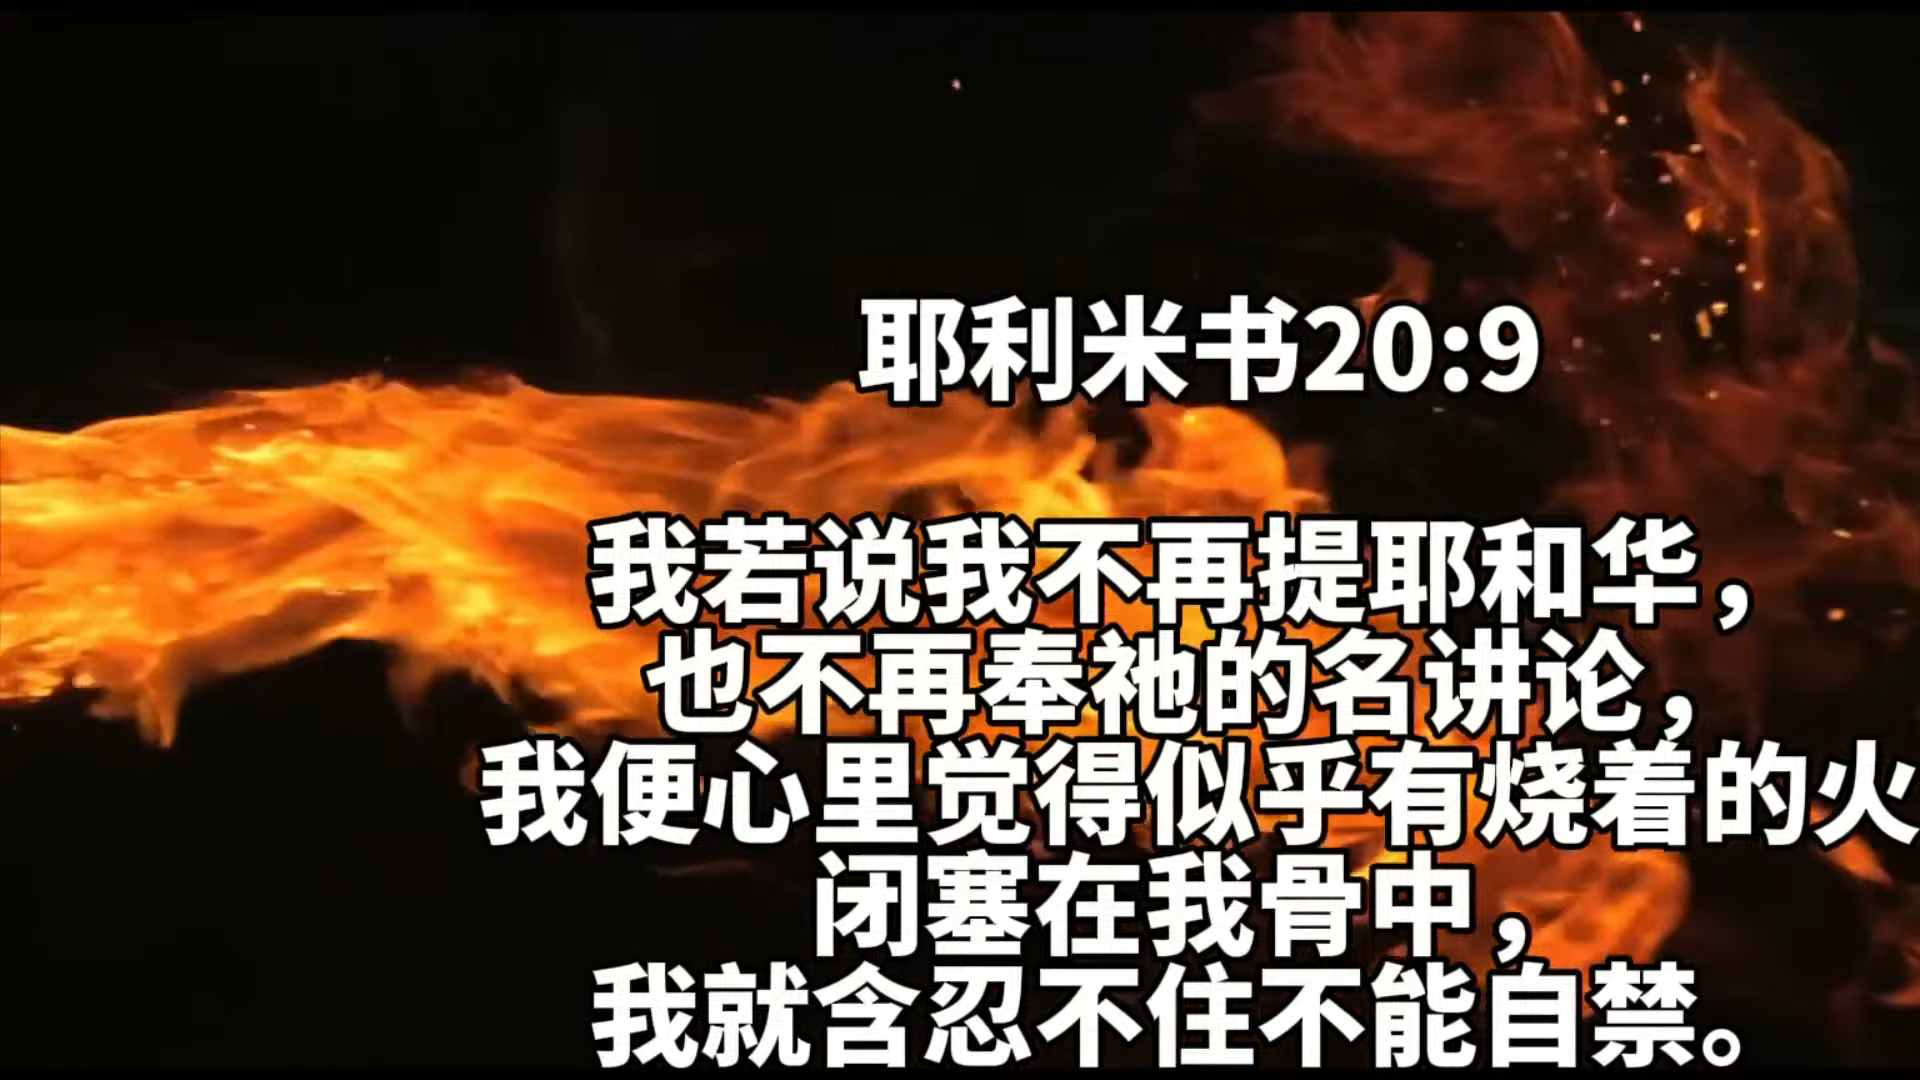 耶利米书20:9
我若说我不再提耶和华，
也不再奉祂的名讲论，
我便心里觉得似乎有烧着的火
闭塞在我骨中，
我就含忍不住不能自禁。